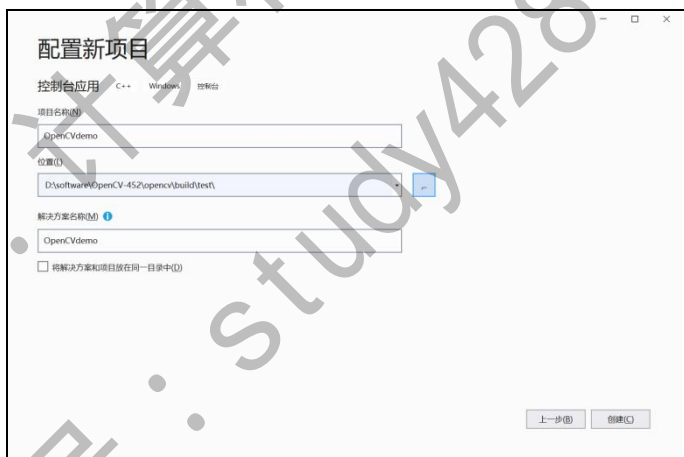 配置新项目
控制台应用 C++ Windows 控制台
项目名称(N)
OpenCVdemo
位置(L)
D:\software\OpenCV-452\opencv\build\test\
...
解决方案名称(M)
OpenCVdemo
将解决方案和项目放在同一目录中(D)
上一步(B) 创建(C)
: study428